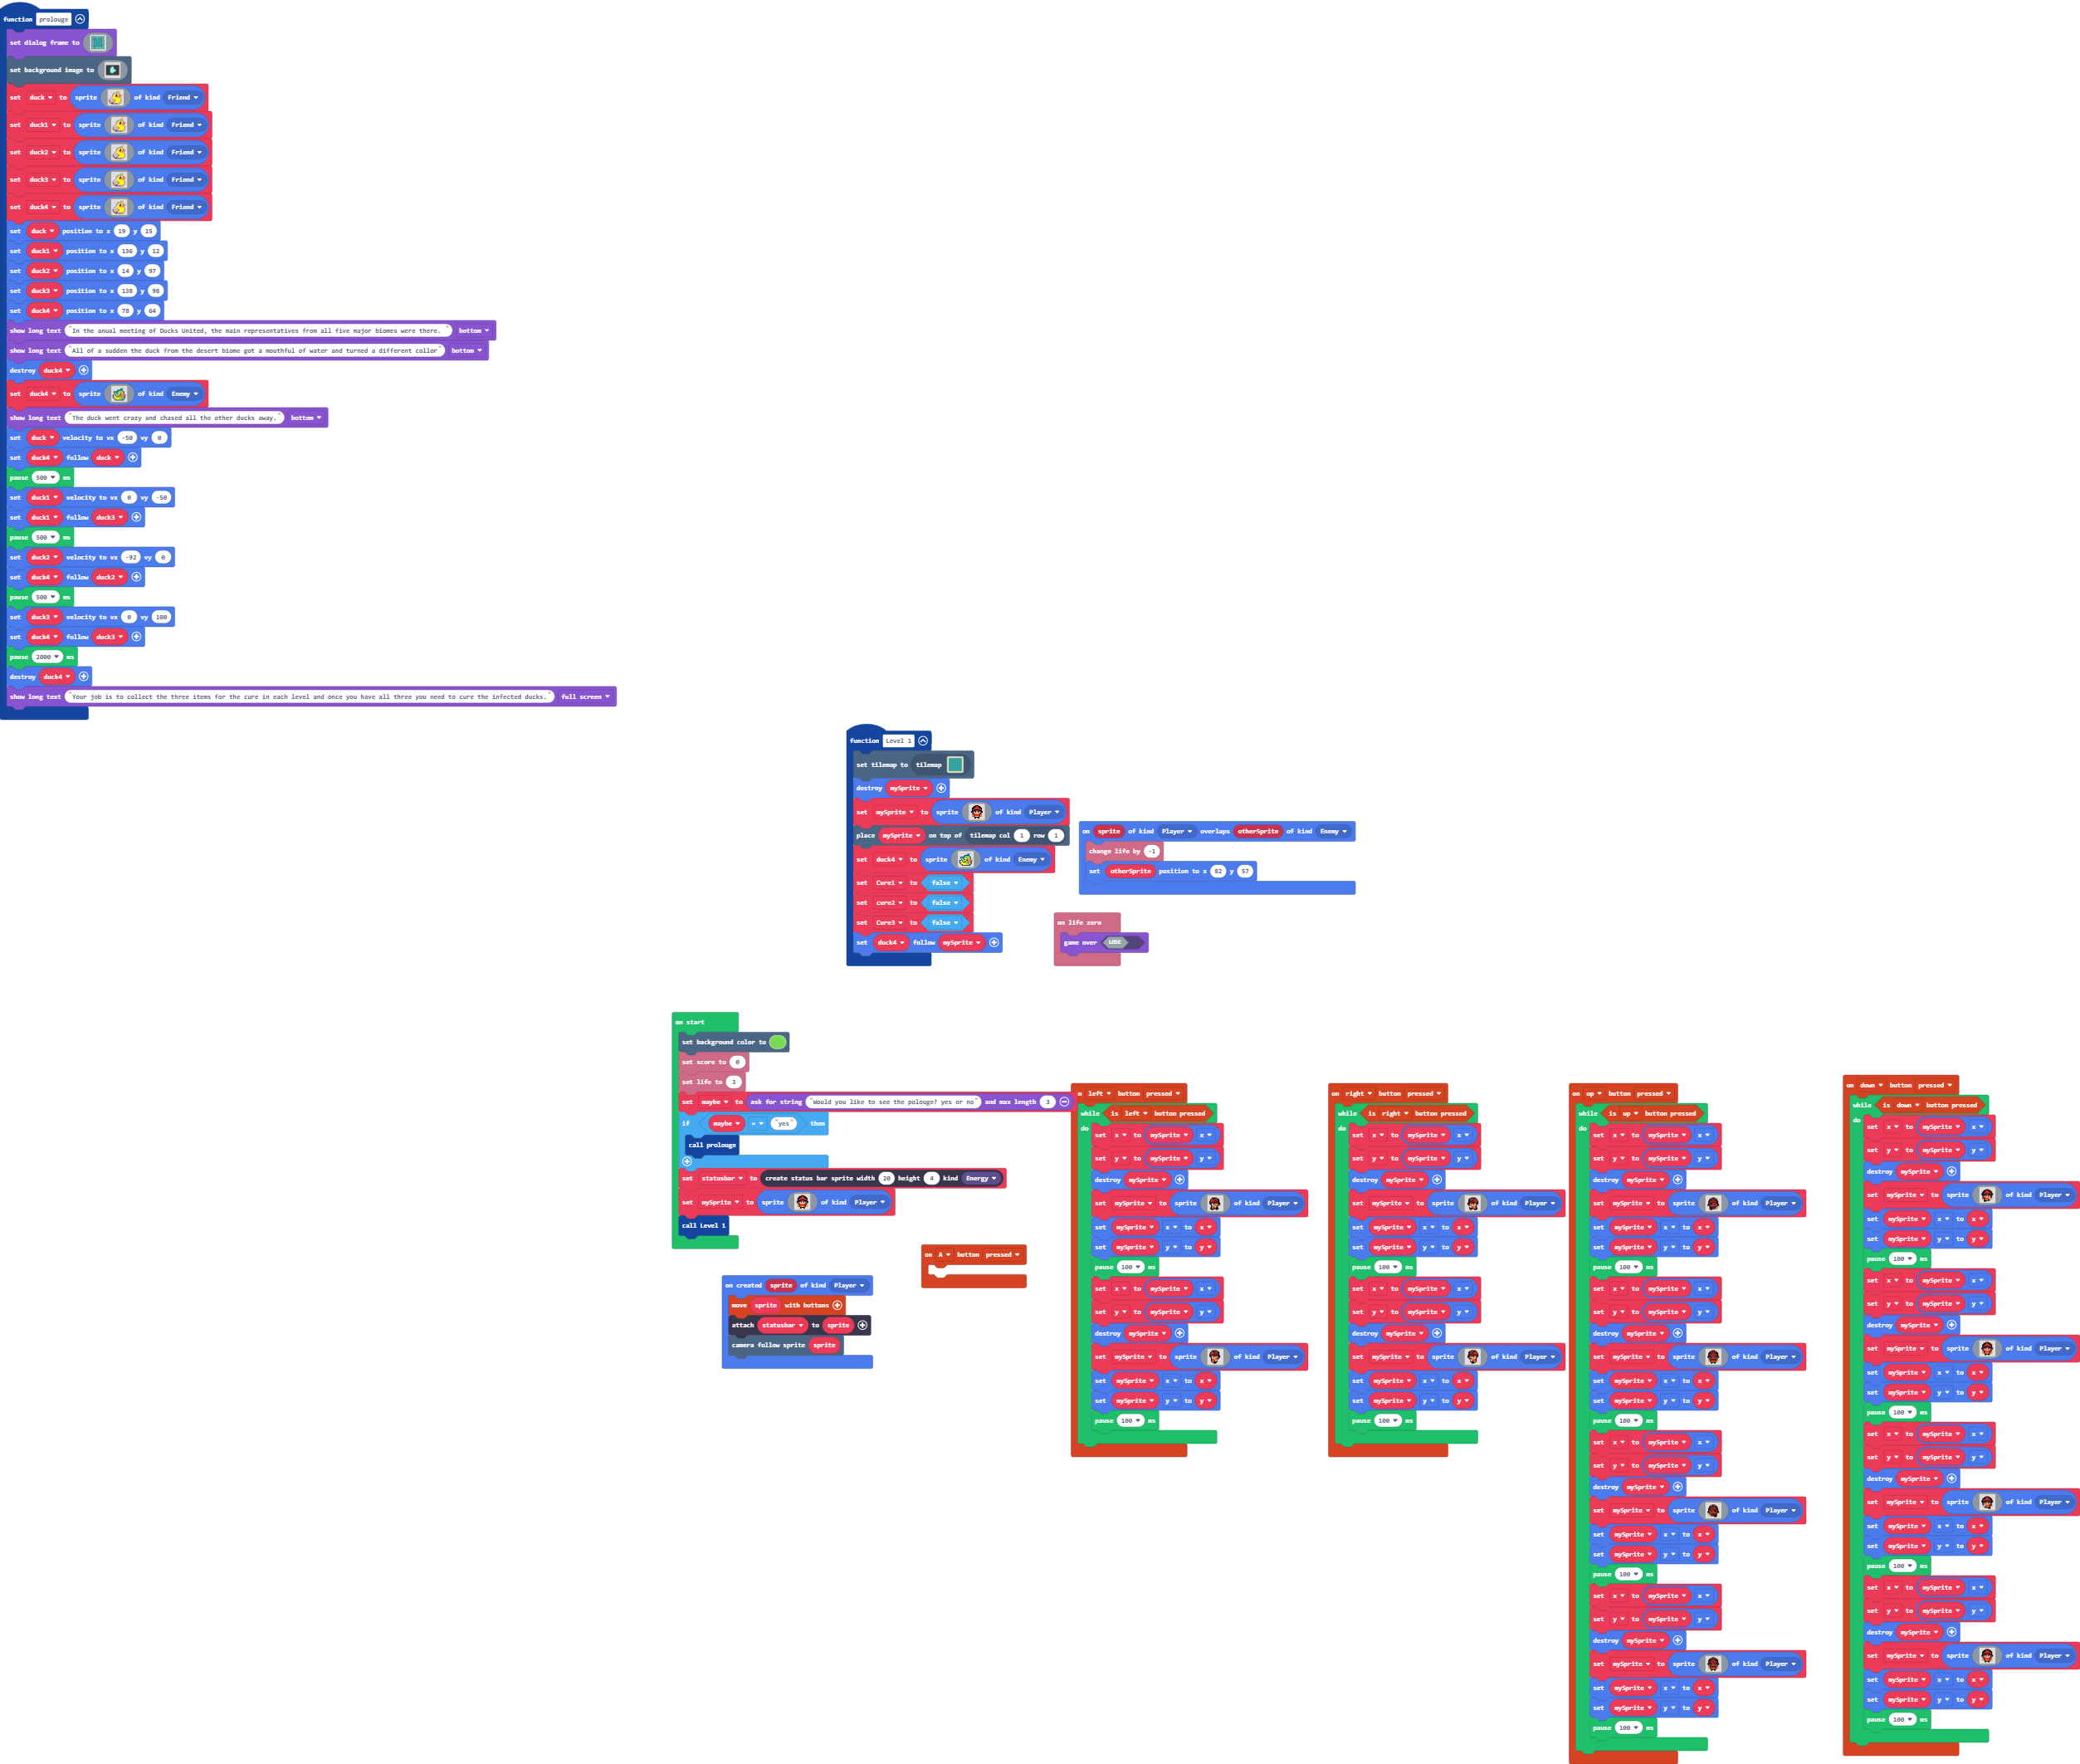 function prolouge
set dialog frame to
set background image to
set duck to sprite of kind Friend
set duck1 to sprite of kind Friend
set duck2 to sprite of kind Friend
set duck3 to sprite of kind Friend
set duck4 to sprite of kind Friend
set duck position to x 19 y 15
set duck1 position to x 136 y 12
set duck2 position to x 14 y 97
set duck3 position to x 138 y 98
set duck4 position to x 78 y 64
show long text "In the anual meeting of Ducks United, the main representatives from all five major biomes were there. " bottom
show long text "All of a sudden the duck from the desert biome got a mouthful of water and turned a different collor" bottom
destroy duck4
set duck4 to sprite of kind Enemy
show long text "The duck went crazy and chased all the other ducks away." bottom
set duck velocity to vx -50 vy 0
set duck4 follow duck
pause 500 ms
set duck1 velocity to vx 0 vy -50
set duck1 follow duck3
pause 500 ms
set duck2 velocity to vx -92 vy 0
set duck4 follow duck2
pause 500 ms
set duck3 velocity to vx 0 vy 100
set duck4 follow duck3
pause 2000 ms
destroy duck4
show long text "Your job is to collect the three items for the cure in each level and once you have all three you need to cure the infected ducks." full screen
function Level 1
set tilemap to tilemap
destroy mySprite
set mySprite to sprite of kind Player
place mySprite on top of tilemap col 1 row 1
set duck4 to sprite of kind Enemy
set Cure1 to false
set cure2 to false
set Cure3 to false
set duck4 follow mySprite
on sprite of kind Player overlaps otherSprite of kind Enemy
change life by -1
set otherSprite position to x 82 y 57
on life zero
game over LOSE
on start
set background color to
set score to 0
set life to 3
set maybe to ask for string "Would you like to see the polouge? yes or no" and max length 3
if maybe = "yes" then
call prolouge
set statusbar to create status bar sprite width 20 height 4 kind Energy
set mySprite to sprite of kind Player
call Level 1
on A button pressed
on created sprite of kind Player
move sprite with buttons
attach statusbar to sprite
camera follow sprite sprite
left button pressed
while is left button pressed
do
set x to mySprite x
set y to mySprite y
destroy mySprite
set mySprite to sprite of kind Player
set mySprite x to x
set mySprite y to y
pause 100 ms
set x to mySprite x
set y to mySprite y
destroy mySprite
set mySprite to sprite of kind Player
set mySprite x to x
set mySprite y to y
pause 100 ms
on right button pressed
while is right button pressed
do
set x to mySprite x
set y to mySprite y
destroy mySprite
set mySprite to sprite of kind Player
set mySprite x to x
set mySprite y to y
pause 100 ms
set x to mySprite x
set y to mySprite y
destroy mySprite
set mySprite to sprite of kind Player
set mySprite x to x
set mySprite y to y
pause 100 ms
on up button pressed
while is up button pressed
do
set x to mySprite x
set y to mySprite y
destroy mySprite
set mySprite to sprite of kind Player
set mySprite x to x
set mySprite y to y
pause 100 ms
set x to mySprite x
set y to mySprite y
destroy mySprite
set mySprite to sprite of kind Player
set mySprite x to x
set mySprite y to y
pause 100 ms
set x to mySprite x
set y to mySprite y
destroy mySprite
set mySprite to sprite of kind Player
set mySprite x to x
set mySprite y to y
pause 100 ms
set x to mySprite x
set y to mySprite y
destroy mySprite
set mySprite to sprite of kind Player
set mySprite x to x
set mySprite y to y
pause 100 ms
on down button pressed
while is down button pressed
do
set x to mySprite x
set y to mySprite y
destroy mySprite
set mySprite to sprite of kind Player
set mySprite x to x
set mySprite y to y
pause 100 ms
set x to mySprite x
set y to mySprite y
destroy mySprite
set mySprite to sprite of kind Player
set mySprite x to x
set mySprite y to y
pause 100 ms
set x to mySprite x
set y to mySprite y
destroy mySprite
set mySprite to sprite of kind Player
set mySprite x to x
set mySprite y to y
pause 100 ms
set x to mySprite x
set y to mySprite y
destroy mySprite
set mySprite to sprite of kind Player
set mySprite x to x
set mySprite y to y
pause 100 ms